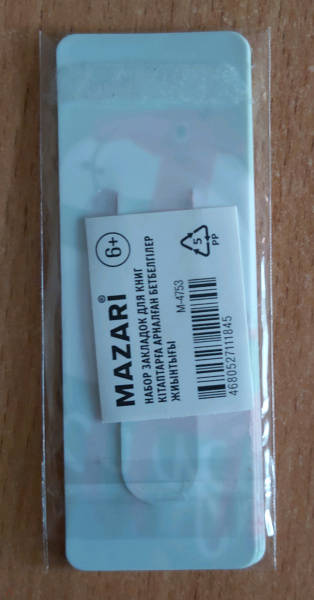 6+
MAZARI®
НАБОР ЗАКЛАДОК ДЛЯ КНИГ
КІТАПТАРҒА АРНАЛҒАН БЕТБЕЛГІЛЕР
ЖИЫНТЫҒЫ
5
PP
M-4753
4680527111845